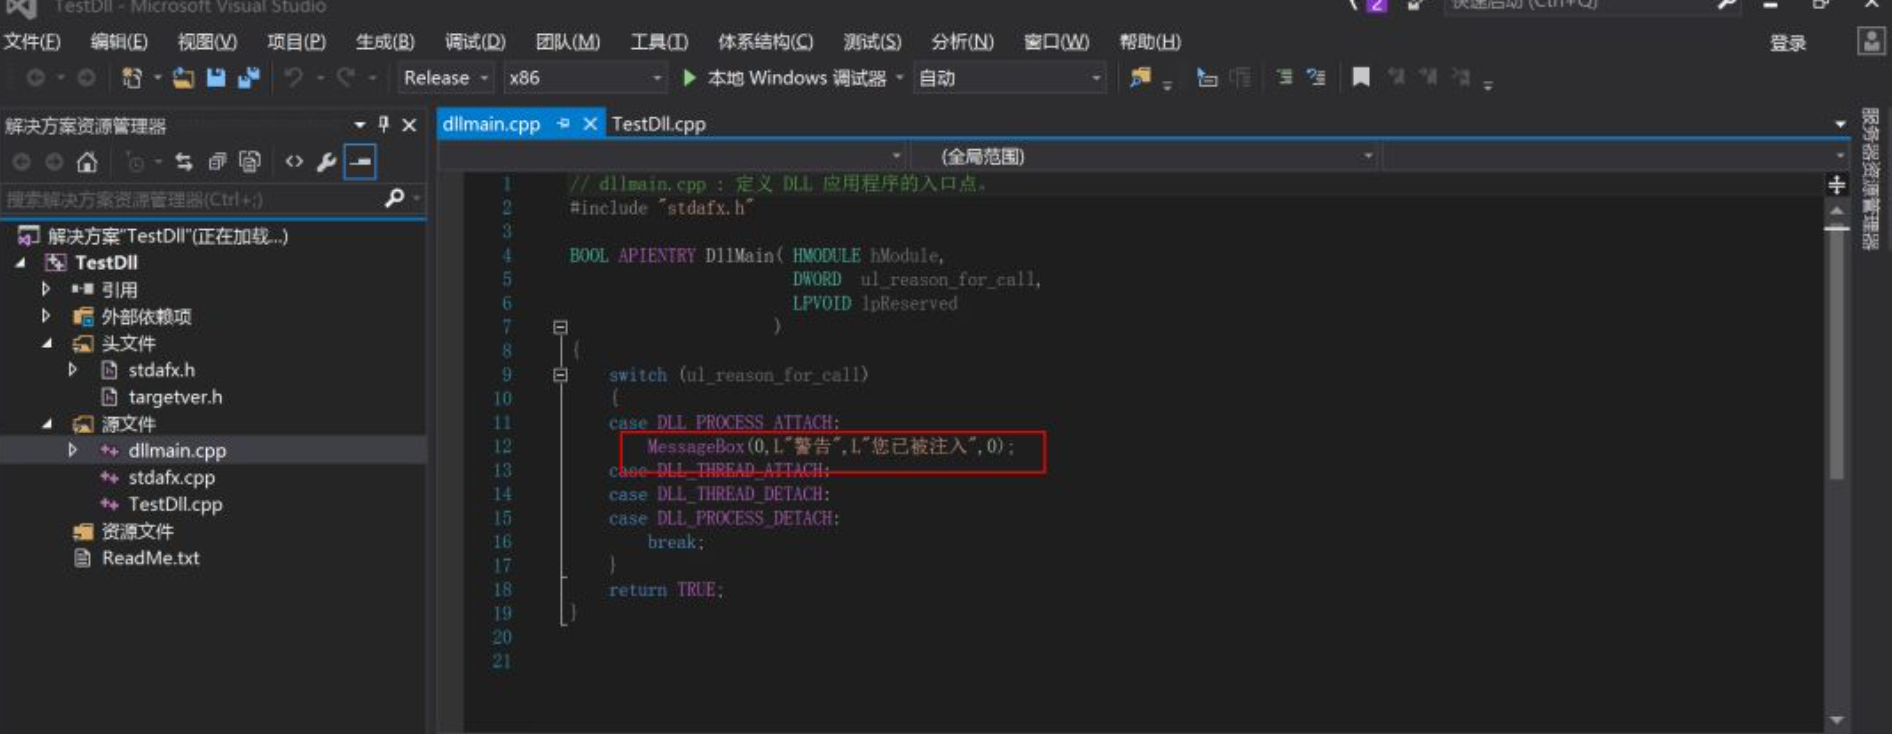 TestDll - Microsoft Visual Studio
2
快速启动 (Ctrl+Q)
文件(F) 编辑(E) 视图(V) 项目(P) 生成(B) 调试(D) 团队(M) 工具(T) 体系结构(C) 测试(S) 分析(N) 窗口(W) 帮助(H) 登录
Release x86 本地 Windows 调试器 自动
解决方案资源管理器
搜索解决方案资源管理器(Ctrl+;)
解决方案"TestDll"(正在加载...)
TestDll
引用
外部依赖项
头文件
stdafx.h
targetver.h
源文件
dllmain.cpp
stdafx.cpp
TestDll.cpp
资源文件
ReadMe.txt
dllmain.cpp TestDll.cpp
(全局范围)
1 // dllmain.cpp : 定义 DLL 应用程序的入口点。
2 #include "stdafx.h"
3
4 BOOL APIENTRY DllMain( HMODULE hModule,
5 DWORD ul_reason_for_call,
6 LPVOID lpReserved
7 )
8 {
9 switch (ul_reason_for_call)
10 {
11 case DLL_PROCESS_ATTACH:
12 MessageBox(0,L"警告",L"您已被注入",0);
13 case DLL_THREAD_ATTACH:
14 case DLL_THREAD_DETACH:
15 case DLL_PROCESS_DETACH:
16 break;
17 }
18 return TRUE;
19 }
20
21
服务器资源管理器